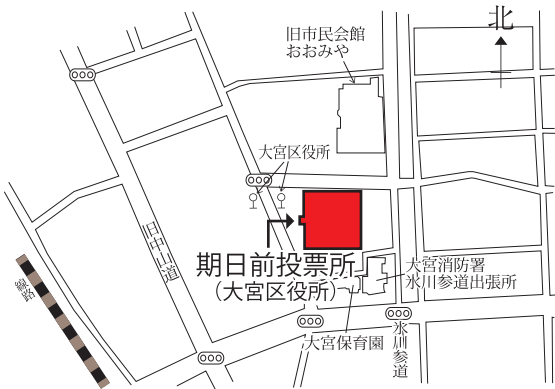 北
旧市民会館
おおみや
大宮区役所
旧中山道
期日前投票所
（大宮区役所）
大宮消防署
氷川参道出張所
線路
大宮保育園
氷川参道